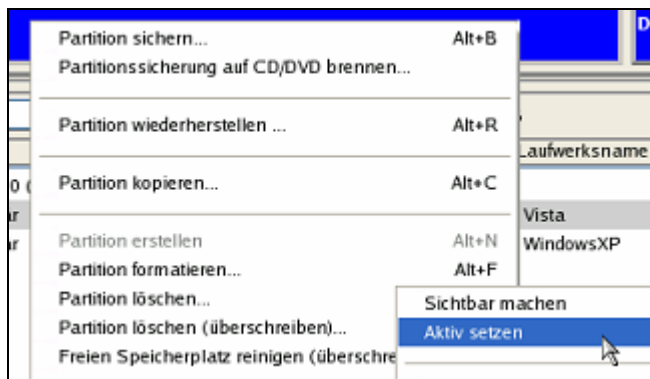 D
Partition sichern... Alt+B
Partitionssicherung auf CD/DVD brennen...
Partition wiederherstellen ... Alt+R
Laufwerksname
Partition kopieren... Alt+C
Vista
Partition erstellen Alt+N WindowsXP
Partition formatieren... Alt+F
Partition löschen... Sichtbar machen
Partition löschen (überschreiben)... Aktiv setzen
Freien Speicherplatz reinigen (überschre